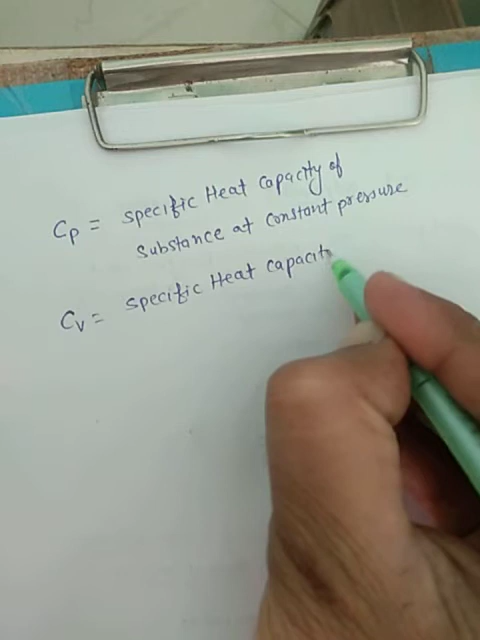 Cp = specific Heat capacity of
substance at constant pressure
Cv = specific Heat capacit